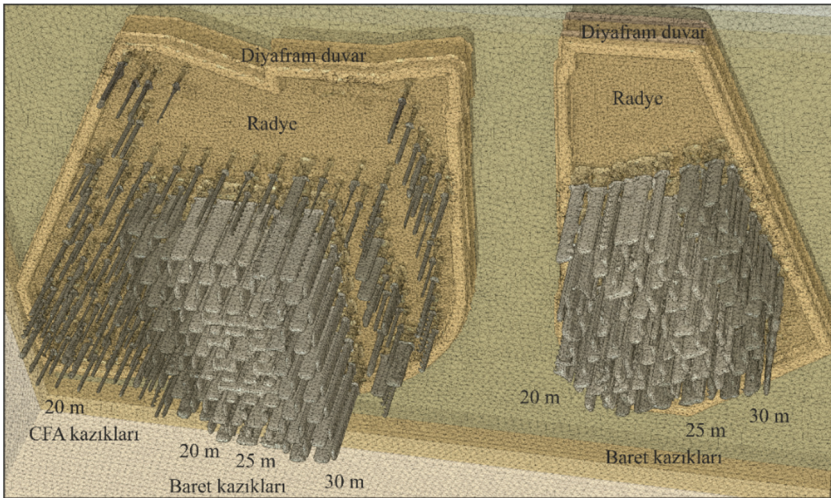 Diyafram duvar
Radye
20 m
CFA kazıkları
20 m
25 m
Baret kazıkları
30 m
Diyafram duvar
Radye
20 m
30 m
25 m
Baret kazıkları